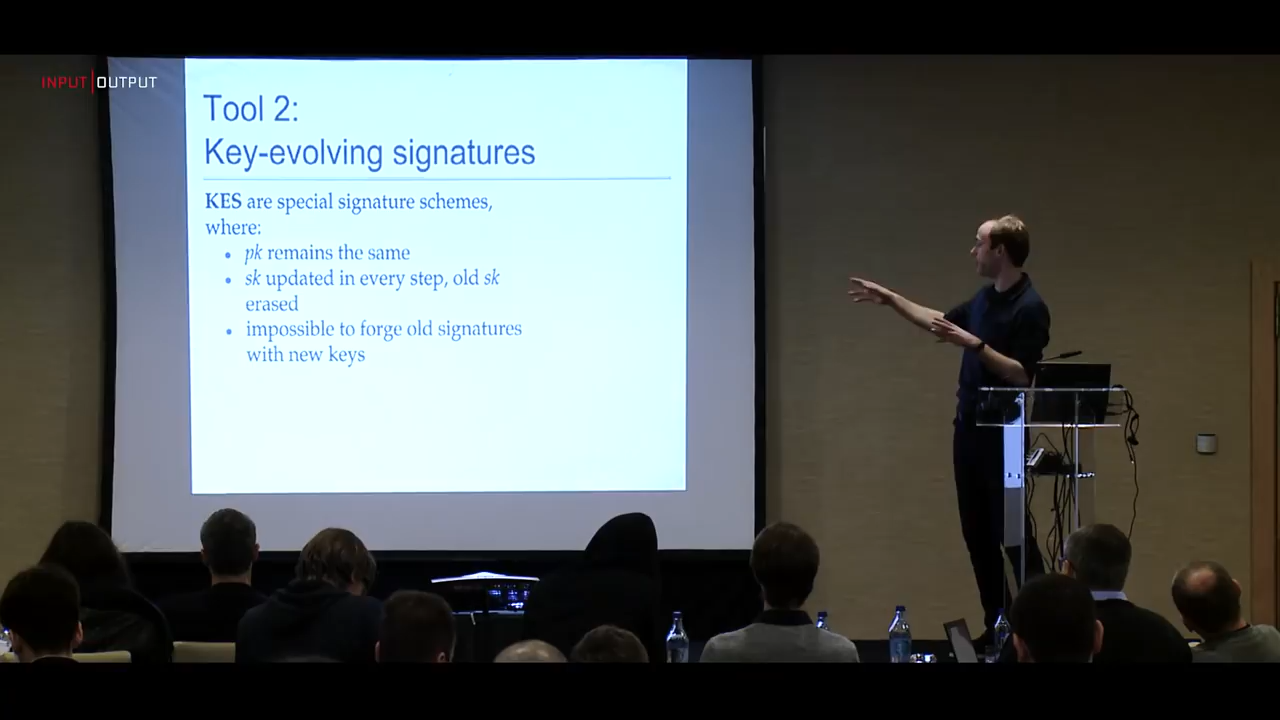 INPUT|OUTPUT
Tool 2:
Key-evolving signatures
KES are special signature schemes,
where:
• pk remains the same
• sk updated in every step, old sk
erased
• impossible to forge old signatures
with new keys